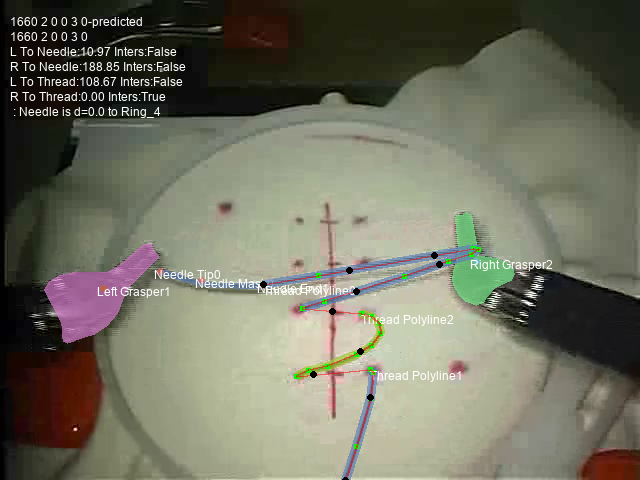 1660 2 0 0 3 0-predicted
1660 2 0 0 3 0
L To Needle:10.97 Inters:False
R To Needle:188.85 Inters:False
L To Thread:108.67 Inters:False
R To Thread:0.00 Inters:True
: Needle is d=0.0 to Ring_4
Right Grasper2
Needle Tip0
Needle Mas
Left Grasper1
Thread Polyline2
Thread Polyline1